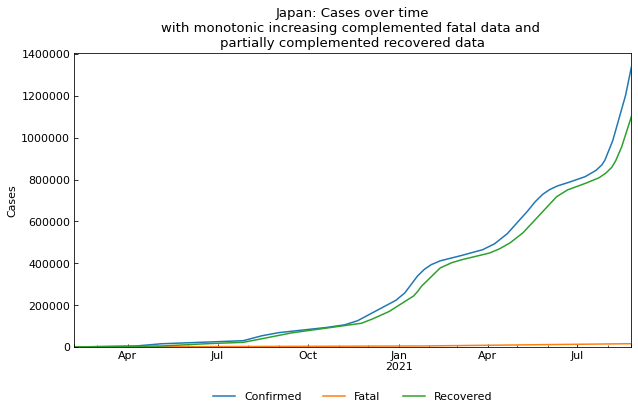 Japan: Cases over time
with monotonic increasing complemented fatal data and
partially complemented recovered data
1400000
1200000
1000000
800000
600000
400000
200000
0
Cases
Apr Jul Oct Jan Apr Jul
2021
Confirmed Fatal Recovered